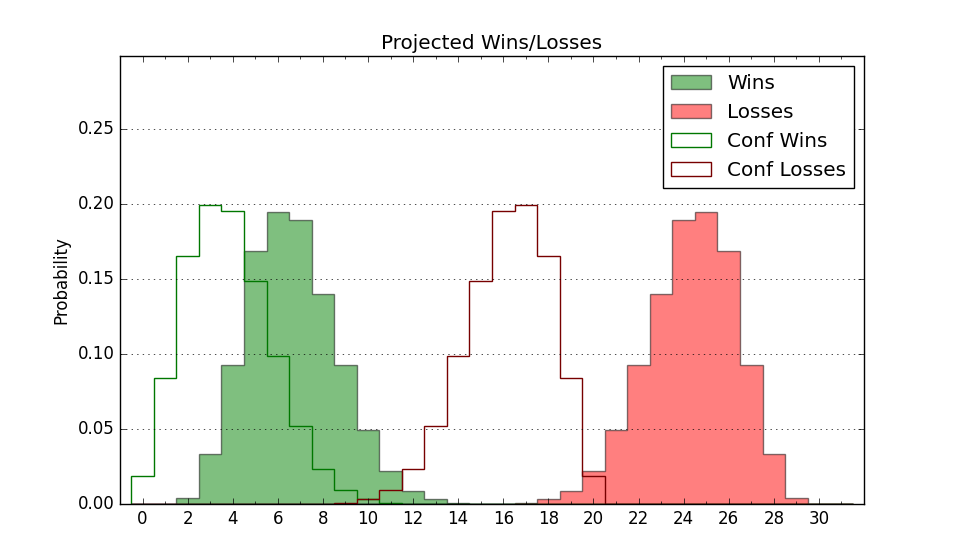 Projected Wins/Losses
Wins
Losses
Conf Wins
Conf Losses
Probability
0.25
0.20
0.15
0.10
0.05
0.00
0 2 4 6 8 10 12 14 16 18 20 22 24 26 28 30